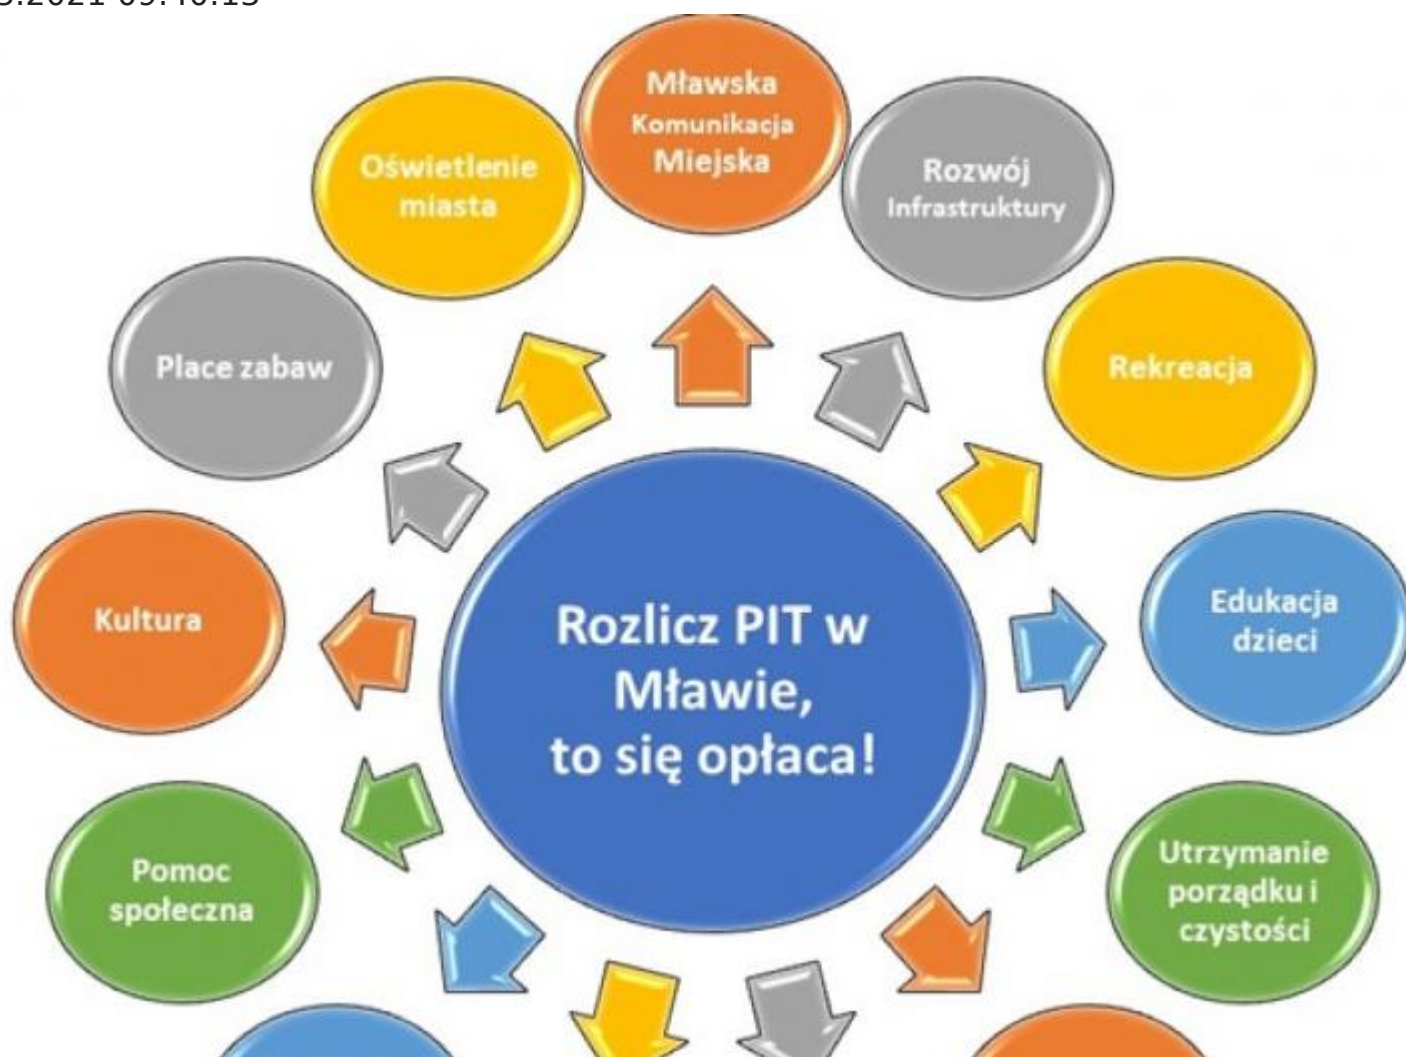 Mławska
Komunikacja
Miejska
Rozwój
Infrastruktury
Rekreacja
Edukacja
dzieci
Utrzymanie
porządku i
czystości
Pomoc
społeczna
Kultura
Place zabaw
Oświetlenie
miasta
Rozlicz PIT w
Mławie,
to się opłaca!